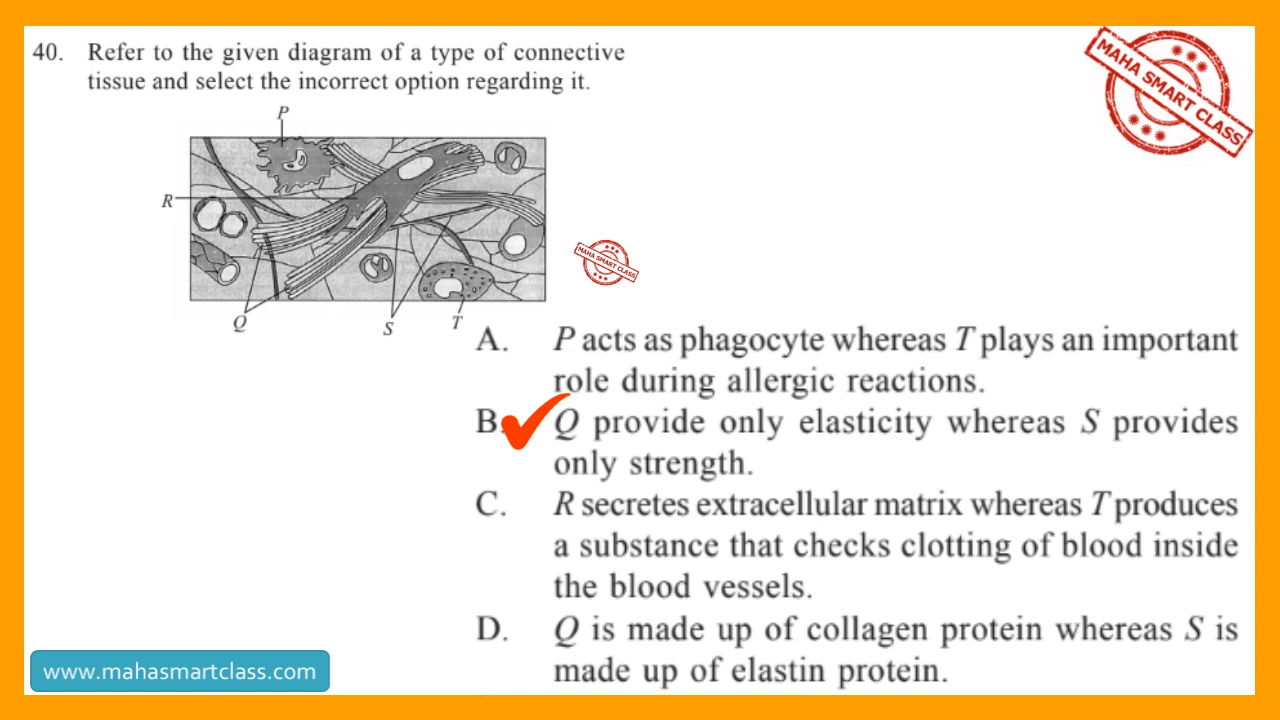 40. Refer to the given diagram of a type of connective
tissue and select the incorrect option regarding it.
MAHA SMART CLASS
P
R
Q
S
T
MAHA SMART CLASS
A. P acts as phagocyte whereas T plays an important
role during allergic reactions.
B. Q provide only elasticity whereas S provides
only strength.
C. R secretes extracellular matrix whereas T produces
a substance that checks clotting of blood inside
the blood vessels.
D. Q is made up of collagen protein whereas S is
made up of elastin protein.
www.mahasmartclass.com